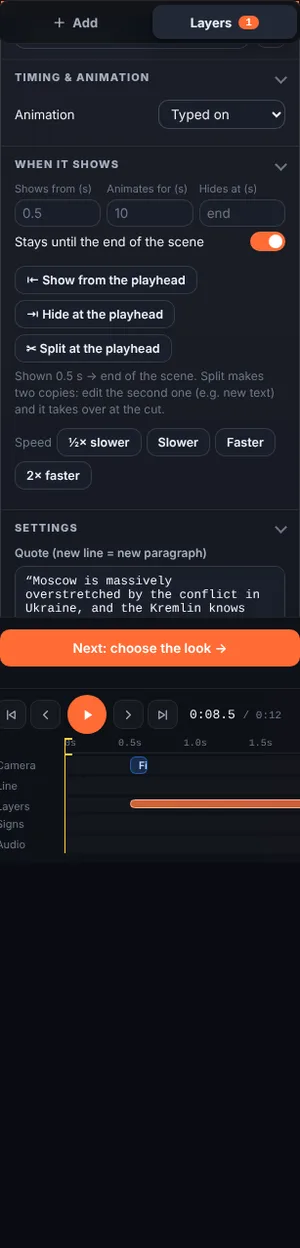 + Add
Layers 1
TIMING & ANIMATION
Animation
Typed on
WHEN IT SHOWS
Shows from (s) Animates for (s) Hides at (s)
0.5 10 end
Stays until the end of the scene
⇤ Show from the playhead
⇥ Hide at the playhead
✂ Split at the playhead
Shown 0.5 s → end of the scene. Split makes
two copies: edit the second one (e.g. new text)
and it takes over at the cut.
Speed ½× slower Slower Faster
2× faster
SETTINGS
Quote (new line = new paragraph)
“Moscow is massively
overstretched by the conflict in
Ukraine, and the Kremlin knows
Next: choose the look →
0:08.5 / 0:12
0s 0.5s 1.0s 1.5s
Camera Fi
Line
Layers
Signs
Audio